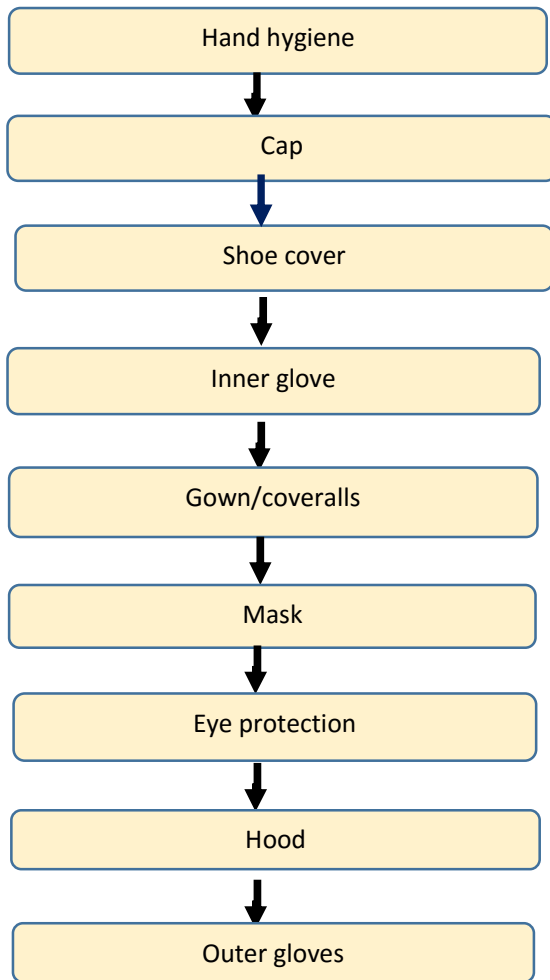 Hand hygiene
Cap
Shoe cover
Inner glove
Gown/coveralls
Mask
Eye protection
Hood
Outer gloves